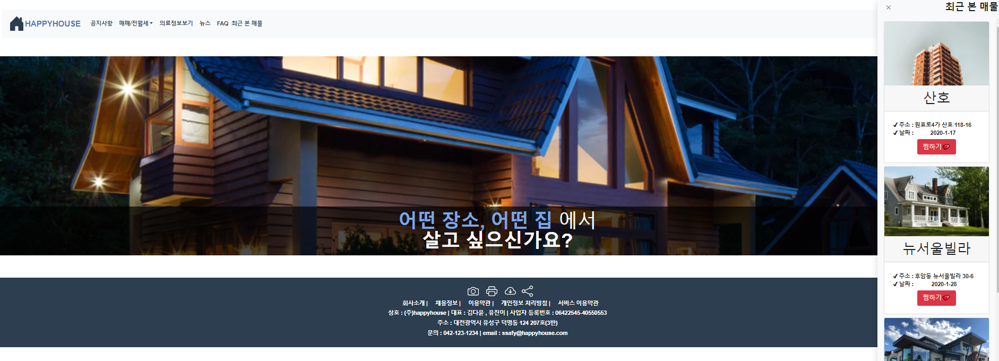 HAPPYHOUSE 공지사항 매매/전월세 의료정보보기 뉴스 FAQ 최근 본 매물
어떤 장소, 어떤 집 에서
살고 싶으신가요?
회사소개 | 채용정보 | 이용약관 | 개인정보 처리방침 | 서비스 이용약관
상호 : (주)happyhouse | 대표 : 김다윤 , 유진이 | 사업자 등록번호 : 06422545-40550553
주소 : 대전광역시 유성구 덕명동 124 207호(3반)
문의 : 042-123-1234 | email : ssafy@happyhouse.com
× 최근 본 매물
산호
✔ 주소 : 원효로4가 산호 118-16
✔ 날짜 : 2020-1-17
찜하기
뉴서울빌라
✔ 주소 : 후암동 뉴서울빌라 30-6
✔ 날짜 : 2020-1-28
찜하기